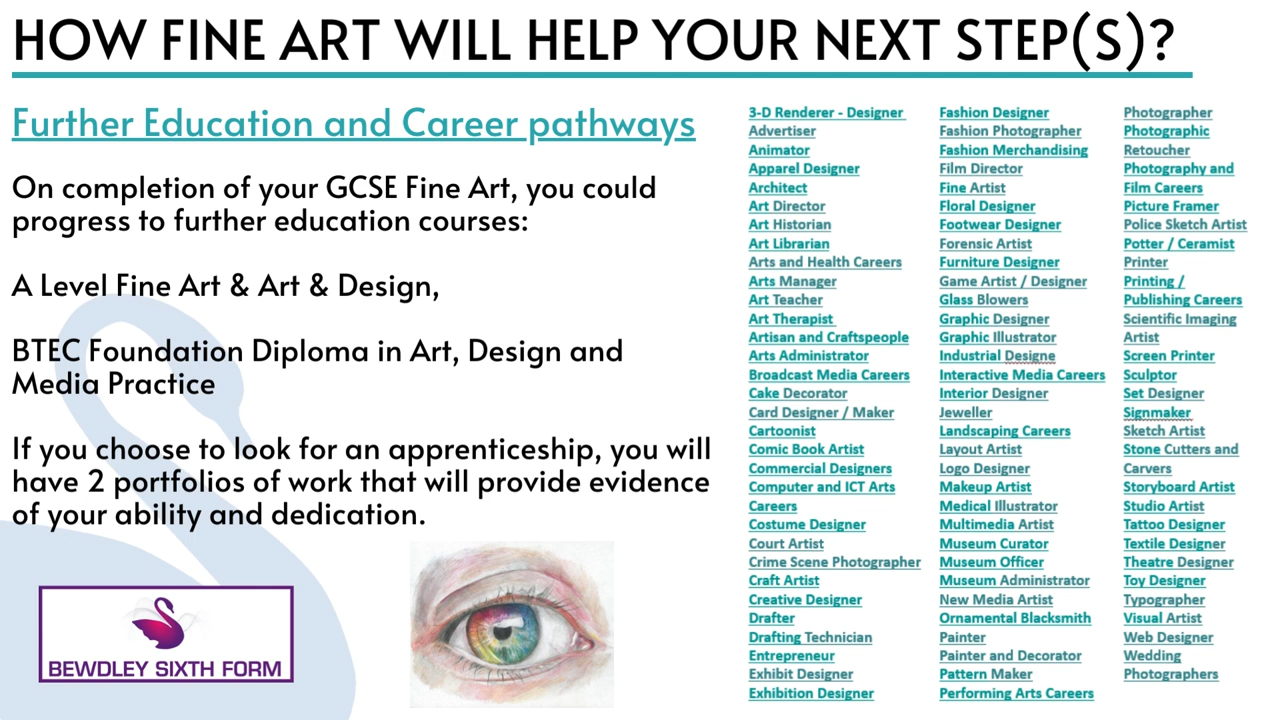 HOW FINE ART WILL HELP YOUR NEXT STEP(S)?
Further Education and Career pathways
On completion of your GCSE Fine Art, you could
progress to further education courses:
A Level Fine Art & Art & Design,
BTEC Foundation Diploma in Art, Design and
Media Practice
If you choose to look for an apprenticeship, you will
have 2 portfolios of work that will provide evidence
of your ability and dedication.
BEWDLEY SIXTH FORM
3-D Renderer - Designer
Advertiser
Animator
Apparel Designer
Architect
Art Director
Art Historian
Art Librarian
Arts and Health Careers
Arts Manager
Art Teacher
Art Therapist
Artisan and Craftspeople
Arts Administrator
Broadcast Media Careers
Cake Decorator
Card Designer / Maker
Cartoonist
Comic Book Artist
Commercial Designers
Computer and ICT Arts
Careers
Costume Designer
Court Artist
Crime Scene Photographer
Craft Artist
Creative Designer
Drafter
Drafting Technician
Entrepreneur
Exhibit Designer
Exhibition Designer
Fashion Designer
Fashion Photographer
Fashion Merchandising
Film Director
Fine Artist
Floral Designer
Footwear Designer
Forensic Artist
Furniture Designer
Game Artist / Designer
Glass Blowers
Graphic Designer
Graphic Illustrator
Industrial Designe
Interactive Media Careers
Interior Designer
Jeweller
Landscaping Careers
Layout Artist
Logo Designer
Makeup Artist
Medical Illustrator
Multimedia Artist
Museum Curator
Museum Officer
Museum Administrator
New Media Artist
Ornamental Blacksmith
Painter
Painter and Decorator
Pattern Maker
Performing Arts Careers
Photographer
Photographic
Retoucher
Photography and
Film Careers
Picture Framer
Police Sketch Artist
Potter / Ceramist
Printer
Printing /
Publishing Careers
Scientific Imaging
Artist
Screen Printer
Sculptor
Set Designer
Signmaker
Sketch Artist
Stone Cutters and
Carvers
Storyboard Artist
Studio Artist
Tattoo Designer
Textile Designer
Theatre Designer
Toy Designer
Typographer
Visual Artist
Web Designer
Wedding
Photographers